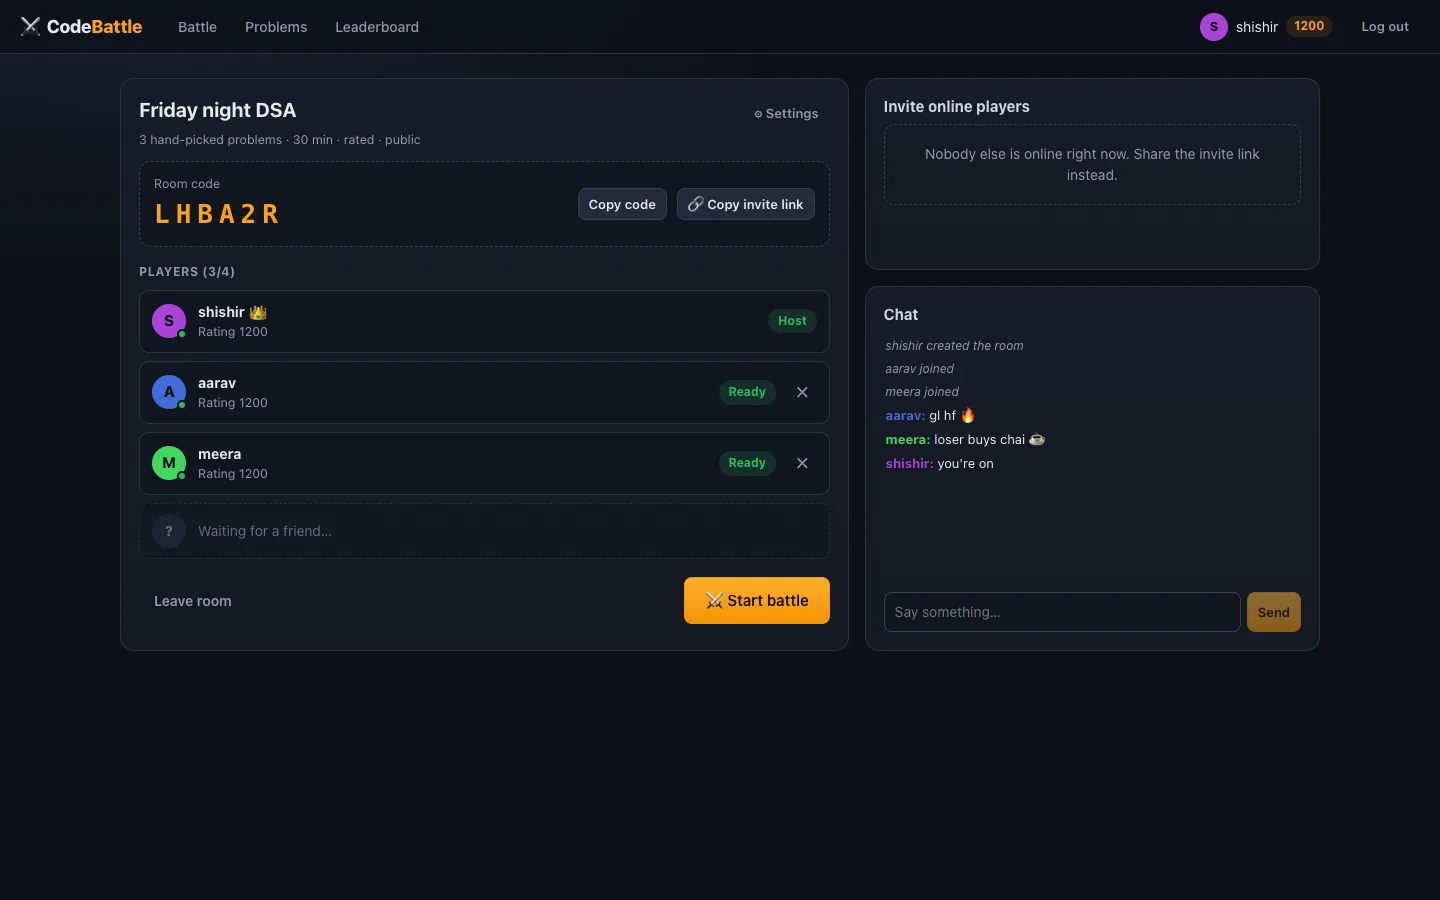 ⚔️ CodeBattle
Battle
Problems
Leaderboard
S
shishir
1200
Log out
Friday night DSA
⚙ Settings
3 hand-picked problems · 30 min · rated · public
Room code
LHBA2R
Copy code
🔗 Copy invite link
PLAYERS (3/4)
S
shishir 👑
Rating 1200
Host
A
aarav
Rating 1200
Ready
✕
M
meera
Rating 1200
Ready
✕
?
Waiting for a friend…
Leave room
⚔️ Start battle
Invite online players
Nobody else is online right now. Share the invite link
instead.
Chat
shishir created the room
aarav joined
meera joined
aarav: gl hf 🔥
meera: loser buys chai ☕
shishir: you're on
Say something…
Send